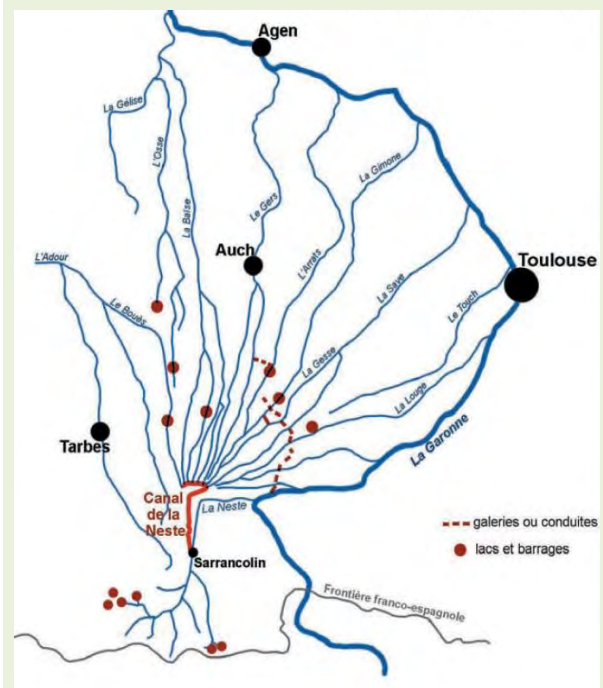 Agen
La Gélise
L'Osse
La Baïse
La Gimone
Le Gers
Auch
L'Arrats
L'Adour
La Save
Toulouse
Le Bouès
Le Touch
La Gesse
La Louge
Tarbes
La Garonne
Canal
de la
Neste
La Neste
galeries ou conduites
Sarrancolin
lacs et barrages
Frontière franco-espagnole